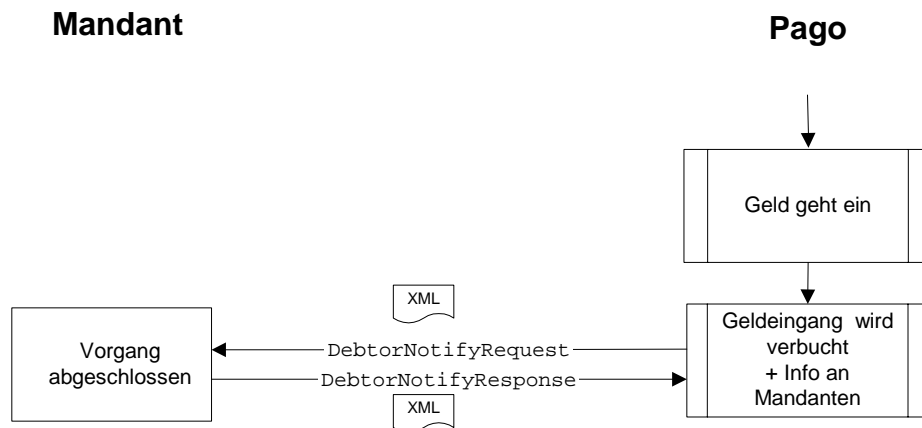 Mandant
Pago
Geld geht ein
XML
Geldeingang wird
verbucht
+ Info an
Mandanten
Vorgang
abgeschlossen
DebtorNotifyRequest
DebtorNotifyResponse
XML